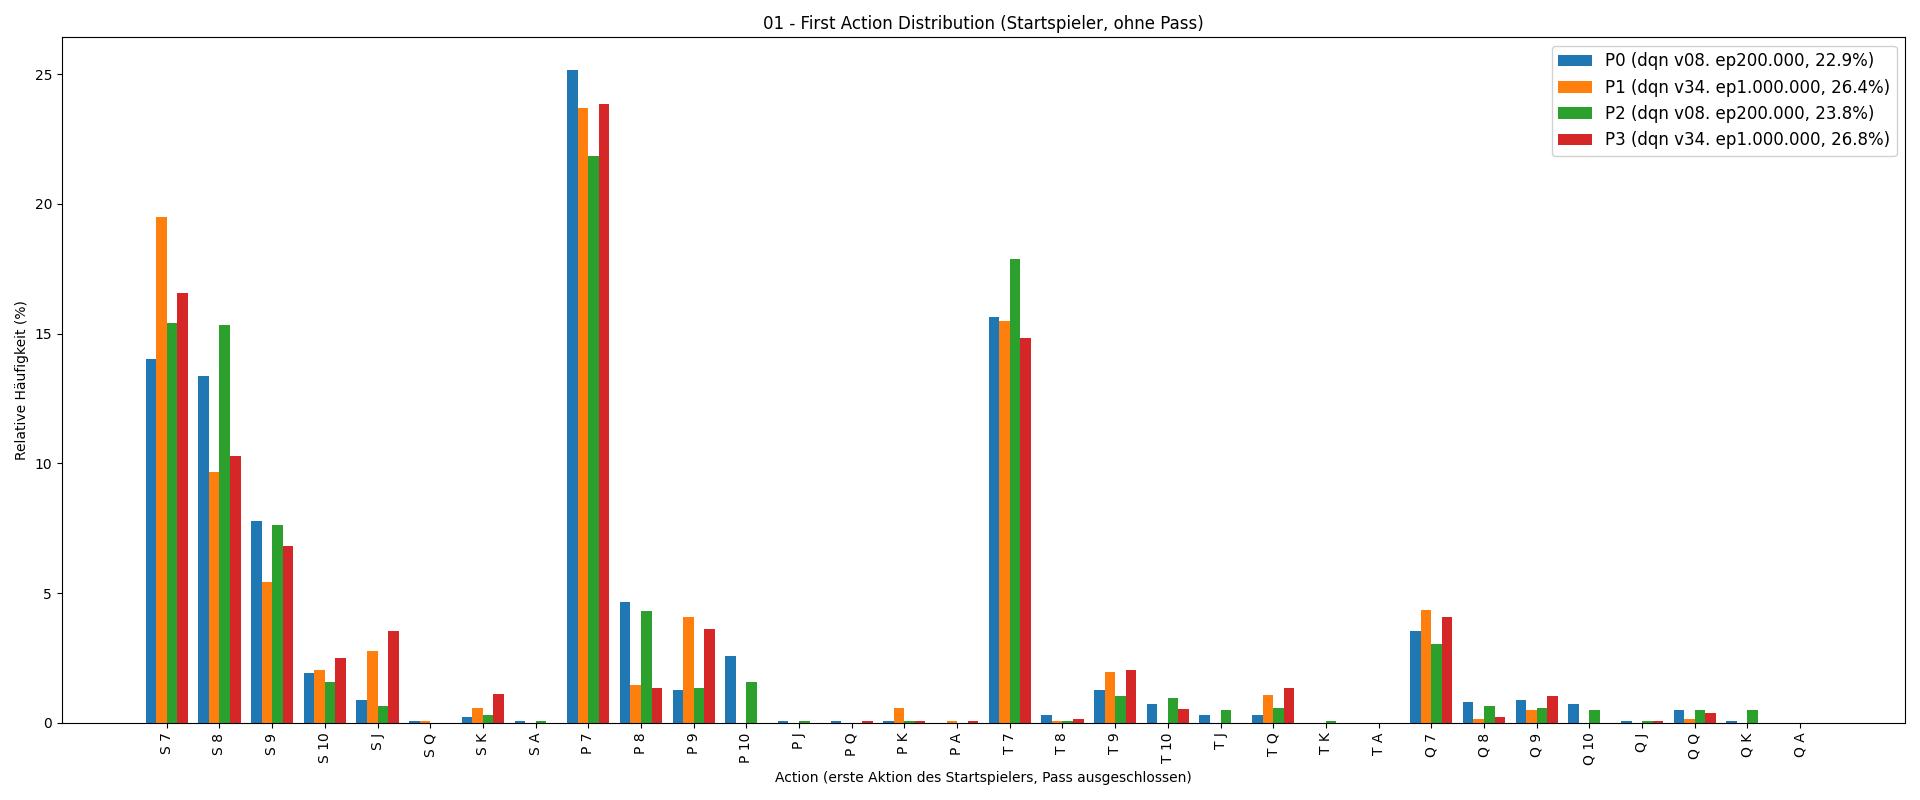 01 - First Action Distribution (Startspieler, ohne Pass)
P0 (dqn v08. ep200.000, 22.9%)
P1 (dqn v34. ep1.000.000, 26.4%)
P2 (dqn v08. ep200.000, 23.8%)
P3 (dqn v34. ep1.000.000, 26.8%)
Relative Häufigkeit (%)
25
20
15
10
5
0
S 7
S 8
S 9
S 10
S J
S Q
S K
S A
P 7
P 8
P 9
P 10
P J
P Q
P K
P A
T 7
T 8
T 9
T 10
T J
T Q
T K
T A
Q 7
Q 8
Q 9
Q 10
Q J
Q Q
Q K
Q A
Action (erste Aktion des Startspielers, Pass ausgeschlossen)